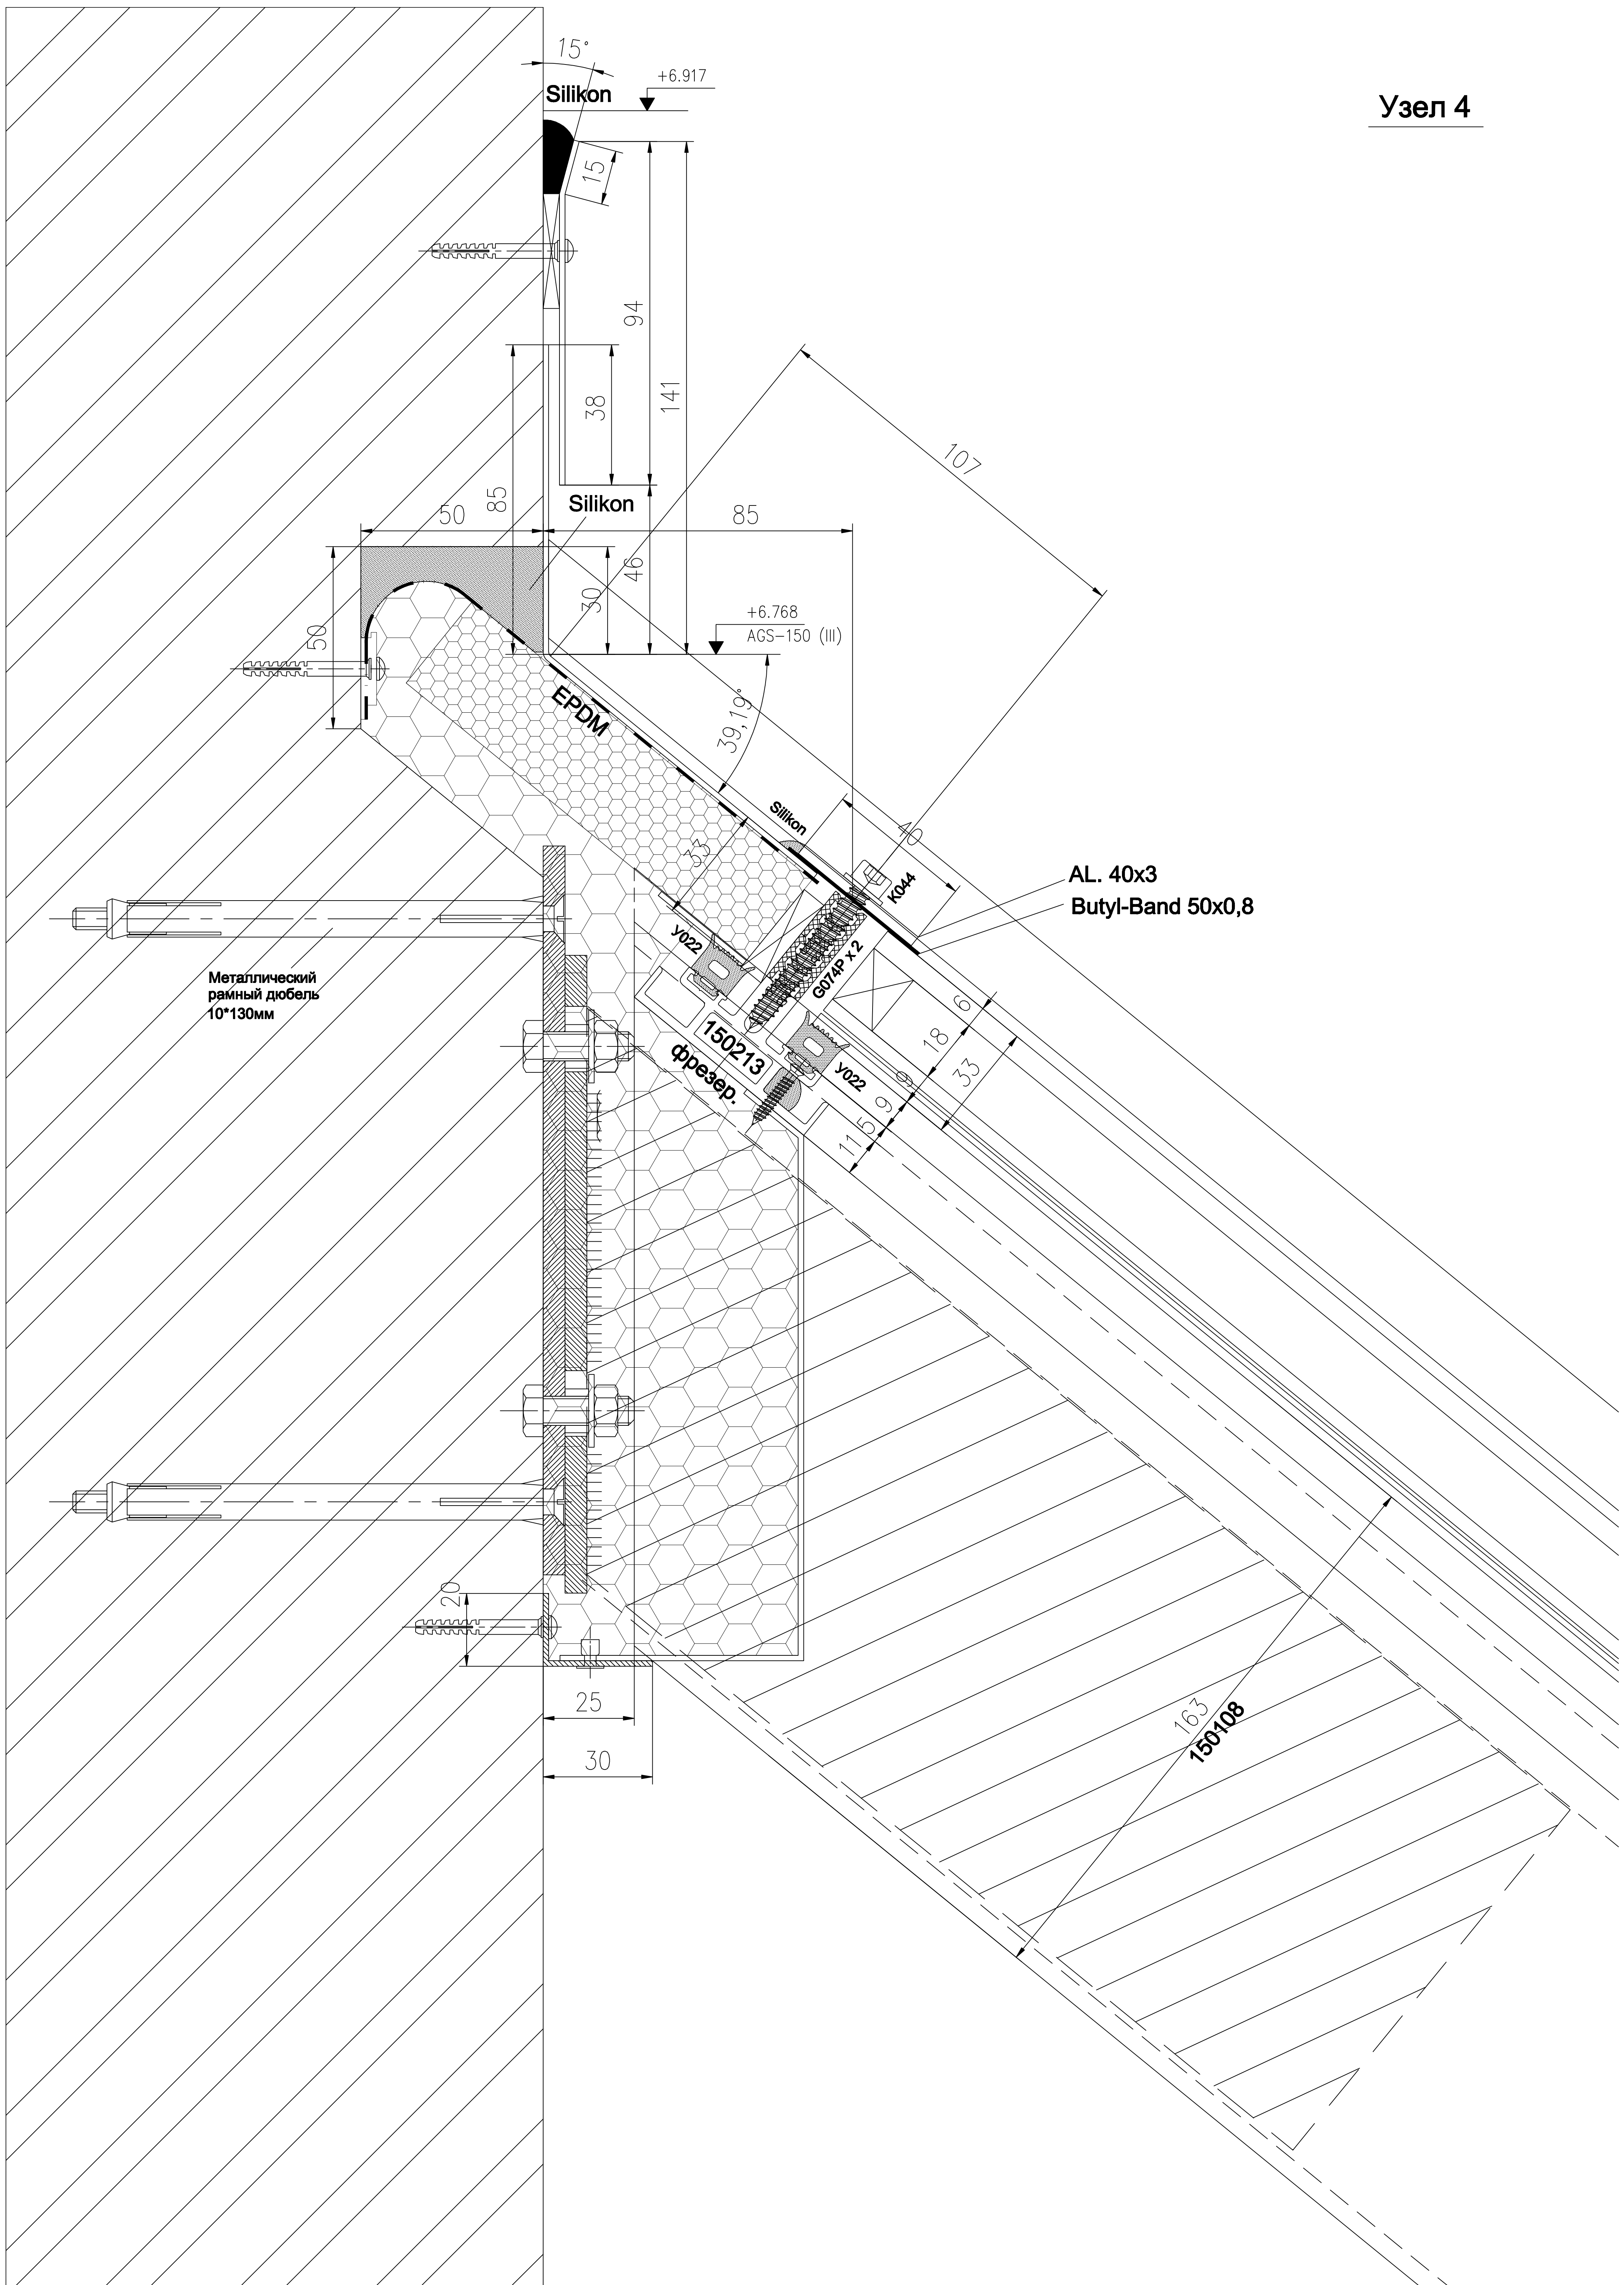 Узел 4
15°
+6.917
Silikon
15
94
141
38
107
85
Silikon
50
85
46
30
50
+6.768
AGS-150 (III)
EPDM
39,19°
Silikon
40
33
K044
AL. 40x3
Butyl-Band 50x0,8
У022
G074P x 2
Металлический
рамный дюбель
10*130мм
150213
фрезер.
У022
6
18
33
9
9
5
11
20
25
30
163
150108